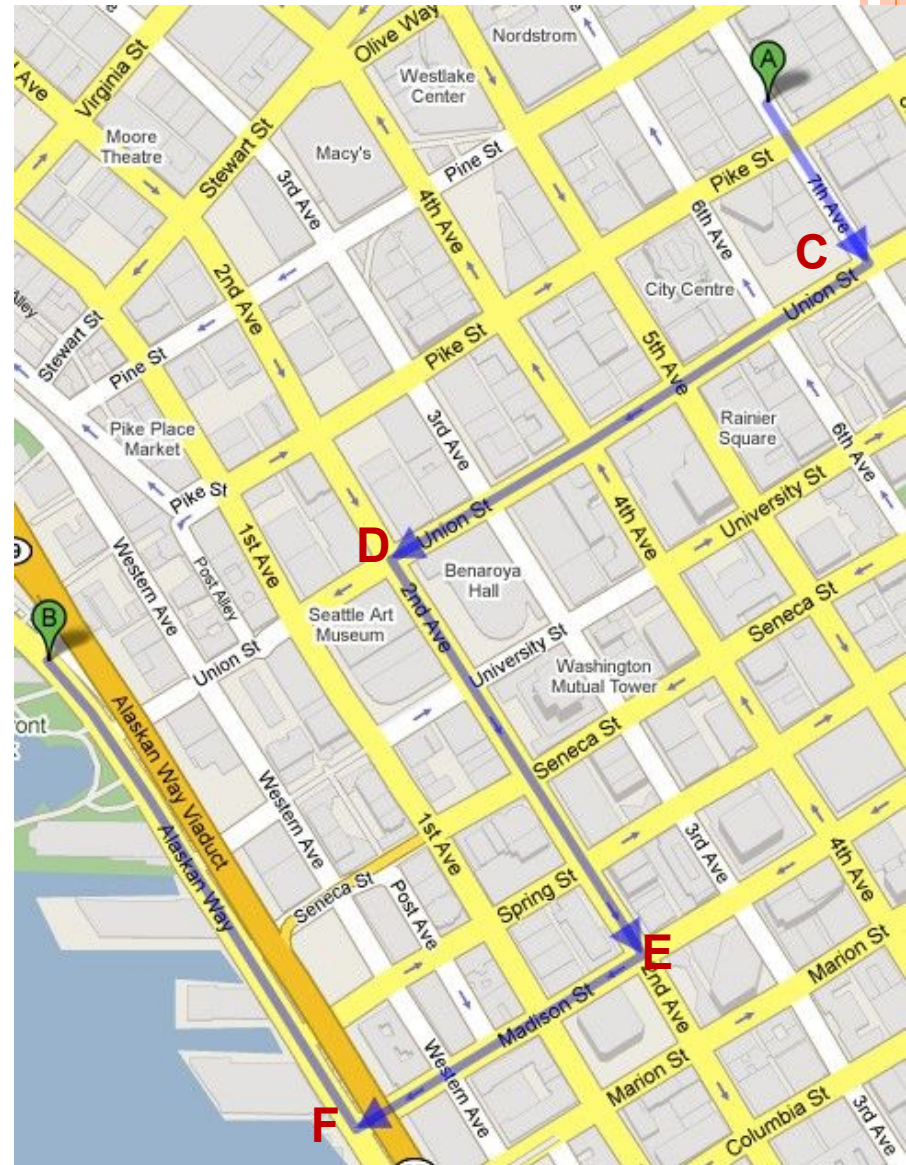 Nordstrom
Olive Way
Virginia St
Westlake
Center
A
Ave
Moore
Theatre
Stewart St
Macy's
Pine St
3rd Ave
4th Ave
Pike St
7th Ave
6th Ave
C
2nd Ave
City Centre
Union St
Stewart St
Pine St
Pike St
5th Ave
Pike Place
Market
3rd Ave
Rainier
Square
6th Ave
Pike St
University St
Union St
4th Ave
1st Ave
D
9
Western Ave
Post Alley
Benaroya
Hall
2nd Ave
Seneca St
B
Seattle Art
Museum
University St
Union St
Washington
Mutual Tower
Alaskan Way Viaduct
Seneca St
Western Ave
Alaskan Way
1st Ave
3rd Ave
4th Ave
Seneca St
Post Ave
Spring St
E
2nd Ave
Marion St
Madison St
Western Ave
Marion St
F
Columbia St
3rd Ave